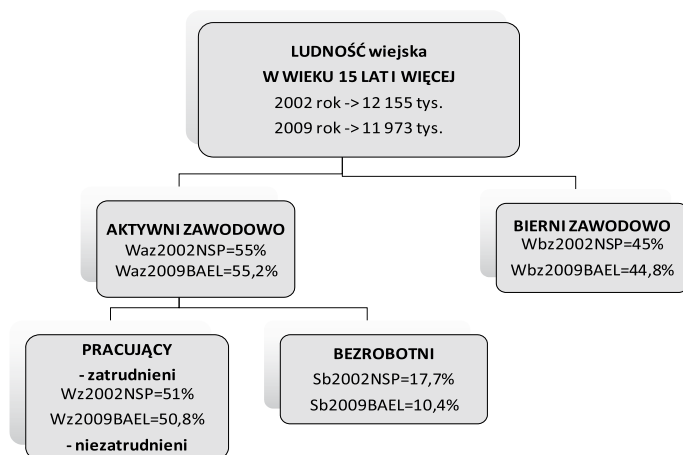 LUDNOŚĆ wiejska
W WIEKU 15 LAT I WIĘCEJ
2002 rok -> 12 155 tys.
2009 rok -> 11 973 tys.
AKTYWNI ZAWODOWO
Waz2002NSP=55%
Waz2009BAEL=55,2%
BIERNI ZAWODOWO
Wbz2002NSP=45%
Wbz2009BAEL=44,8%
PRACUJĄCY
- zatrudnieni
Wz2002NSP=51%
Wz2009BAEL=50,8%
- niezatrudnieni
BEZROBOTNI
Sb2002NSP=17,7%
Sb2009BAEL=10,4%